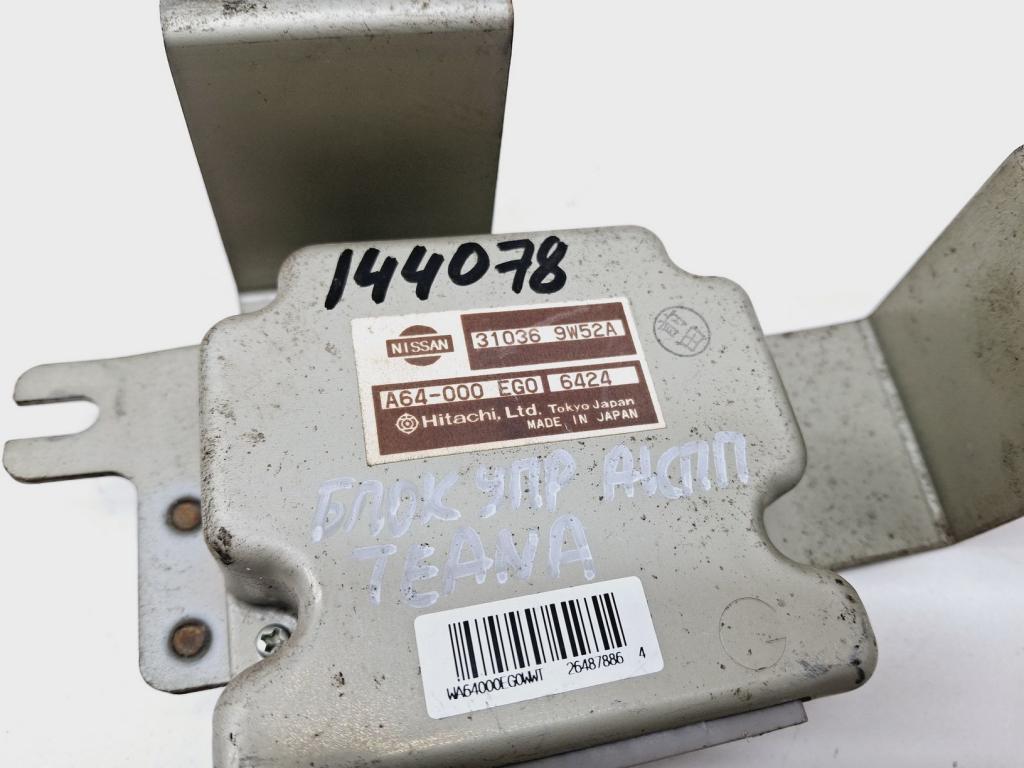 144078
NISSAN
31036 9W52A
A64-000 EG0 6424
Hitachi, Ltd. Tokyo Japan
MADE IN JAPAN
БЛОК УПР АКПП
TEANA
WA64000EG0WWT 26487886 4